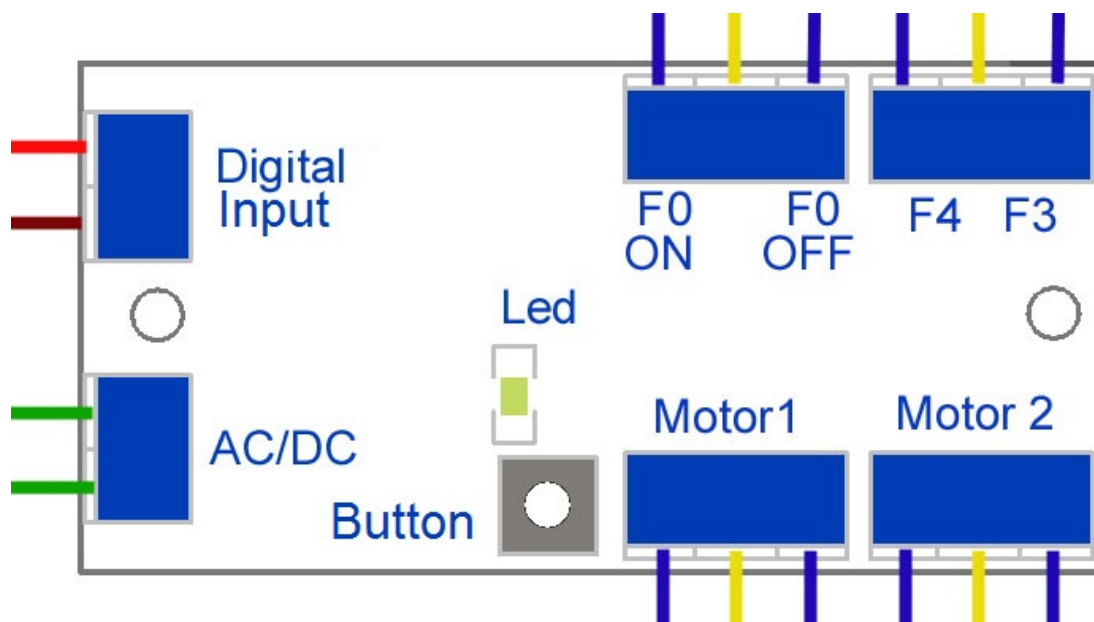 Digital
Input
F0
ON
F0
OFF
F4
F3
Led
Motor1
Motor 2
AC/DC
Button